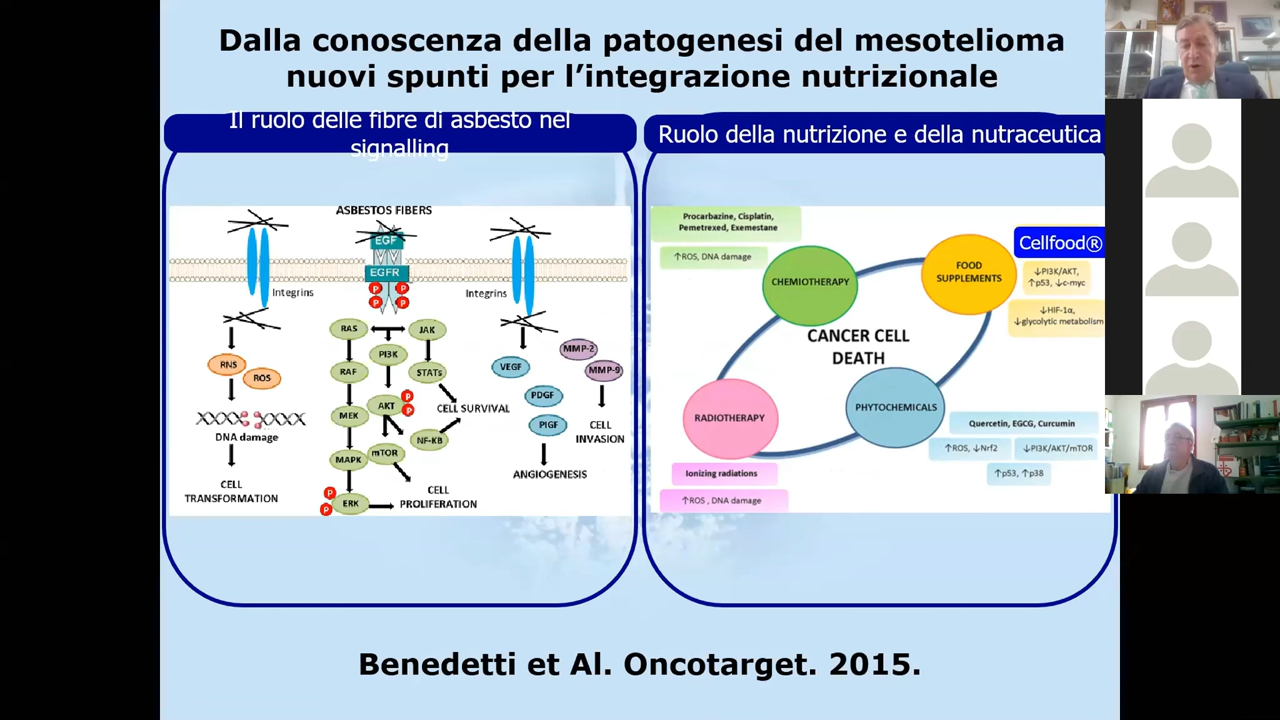 Dalla conoscenza della patogenesi del mesotelioma
nuovi spunti per l’integrazione nutrizionale
Il ruolo delle fibre di asbesto nel
signalling
ASBESTOS FIBERS
EGF
EGFR
P P
P P
Integrins
Integrins
RAS
JAK
PI3K
RAF
STATs
AKT
P
P
MEK
NF-KB
mTOR
MAPK
P
P
ERK
RNS
ROS
DNA damage
CELL
TRANSFORMATION
CELL SURVIVAL
CELL
PROLIFERATION
VEGF
PDGF
PlGF
ANGIOGENESIS
MMP-2
MMP-9
CELL
INVASION
Ruolo della nutrizione e della nutraceutica
Procarbazine, Cisplatin,
Pemetrexed, Exemestane
↑ROS, DNA damage
CHEMIOTHERAPY
FOOD
SUPPLEMENTS
Cellfood®
↓PI3K/AKT,
↑p53, ↓c-myc
↓HIF-1α,
↓glycolytic metabolism
CANCER CELL
DEATH
RADIOTHERAPY
Ionizing radiations
↑ROS , DNA damage
PHYTOCHEMICALS
Quercetin, EGCG, Curcumin
↑ROS, ↓Nrf2
↓PI3K/AKT/mTOR
↑p53, ↑p38
Benedetti et Al. Oncotarget. 2015.